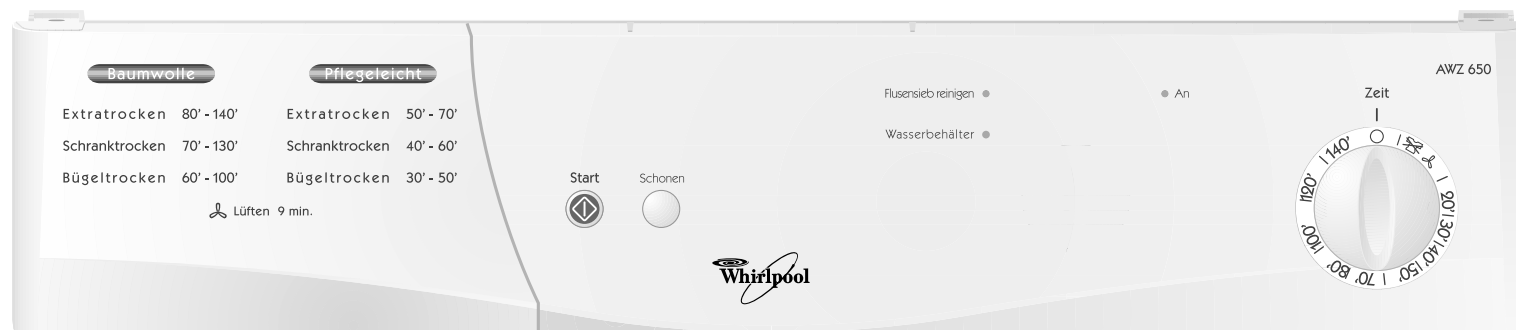 Baumwolle
Extratrocken 80' - 140'
Schranktrocken 70' - 130'
Bügeltrocken 60' - 100'
Pflegeleicht
Extratrocken 50' - 70'
Schranktrocken 40' - 60'
Bügeltrocken 30' - 50'
Lüften 9 min.
Start
Schonen
Flusensieb reinigen
Wasserbehälter
An
Whirlpool
AWZ 650
Zeit
20'
30'
40'
50'
70'
80'
100'
120'
140'